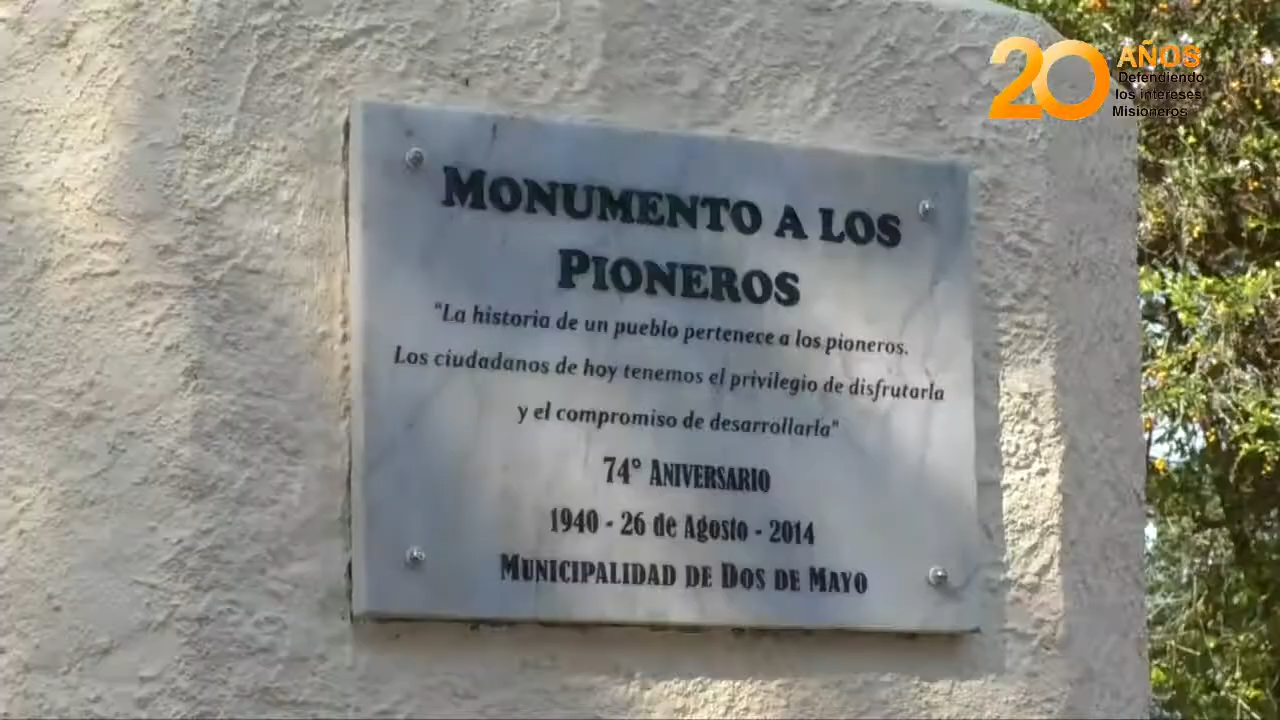 20 AÑOS
Defendiendo
los intereses
Misioneros
MONUMENTO A LOS
PIONEROS
"La historia de un pueblo pertenece a los pioneros.
Los ciudadanos de hoy tenemos el privilegio de disfrutarla
y el compromiso de desarrollarla"
74° ANIVERSARIO
1940 - 26 de Agosto - 2014
MUNICIPALIDAD DE DOS DE MAYO